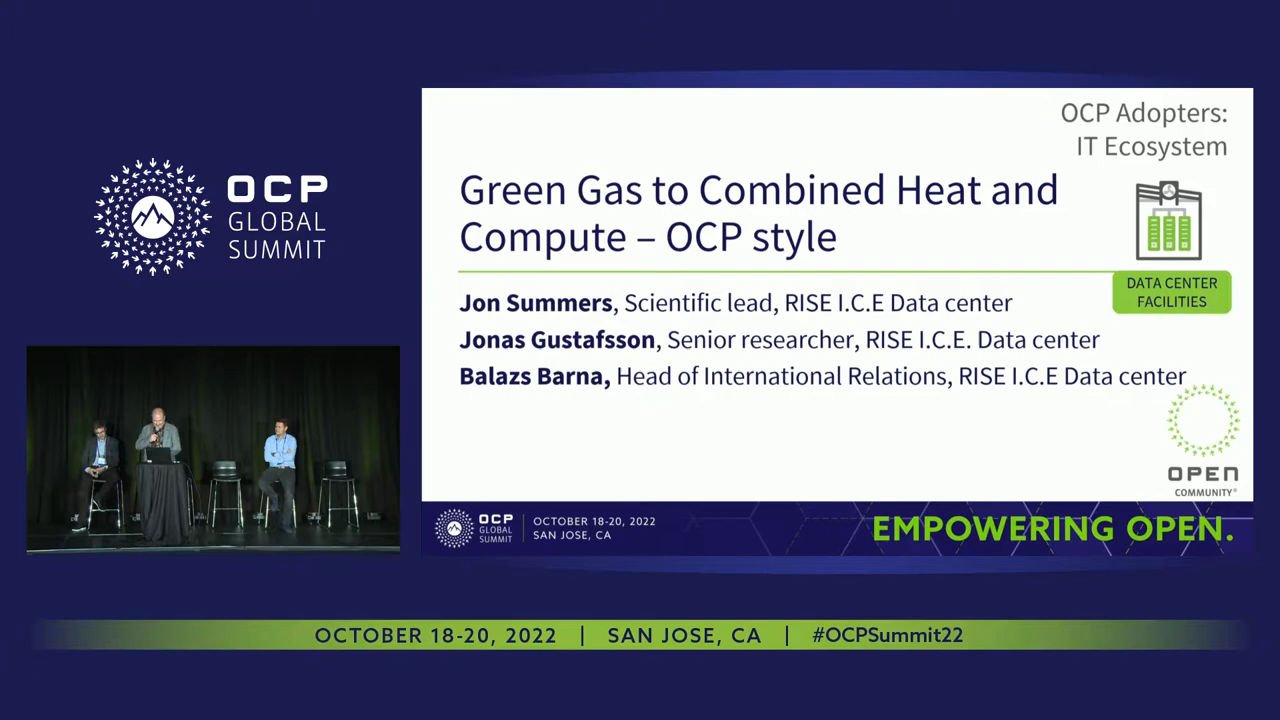 OCP
GLOBAL
SUMMIT
OCP Adopters:
IT Ecosystem
Green Gas to Combined Heat and
Compute – OCP style
DATA CENTER
FACILITIES
Jon Summers, Scientific lead, RISE I.C.E Data center
Jonas Gustafsson, Senior researcher, RISE I.C.E. Data center
Balazs Barna, Head of International Relations, RISE I.C.E Data center
OPEN
COMMUNITY®
OCP
GLOBAL
SUMMIT
OCTOBER 18-20, 2022
SAN JOSE, CA
EMPOWERING OPEN.
OCTOBER 18-20, 2022 | SAN JOSE, CA | #OCPSummit22